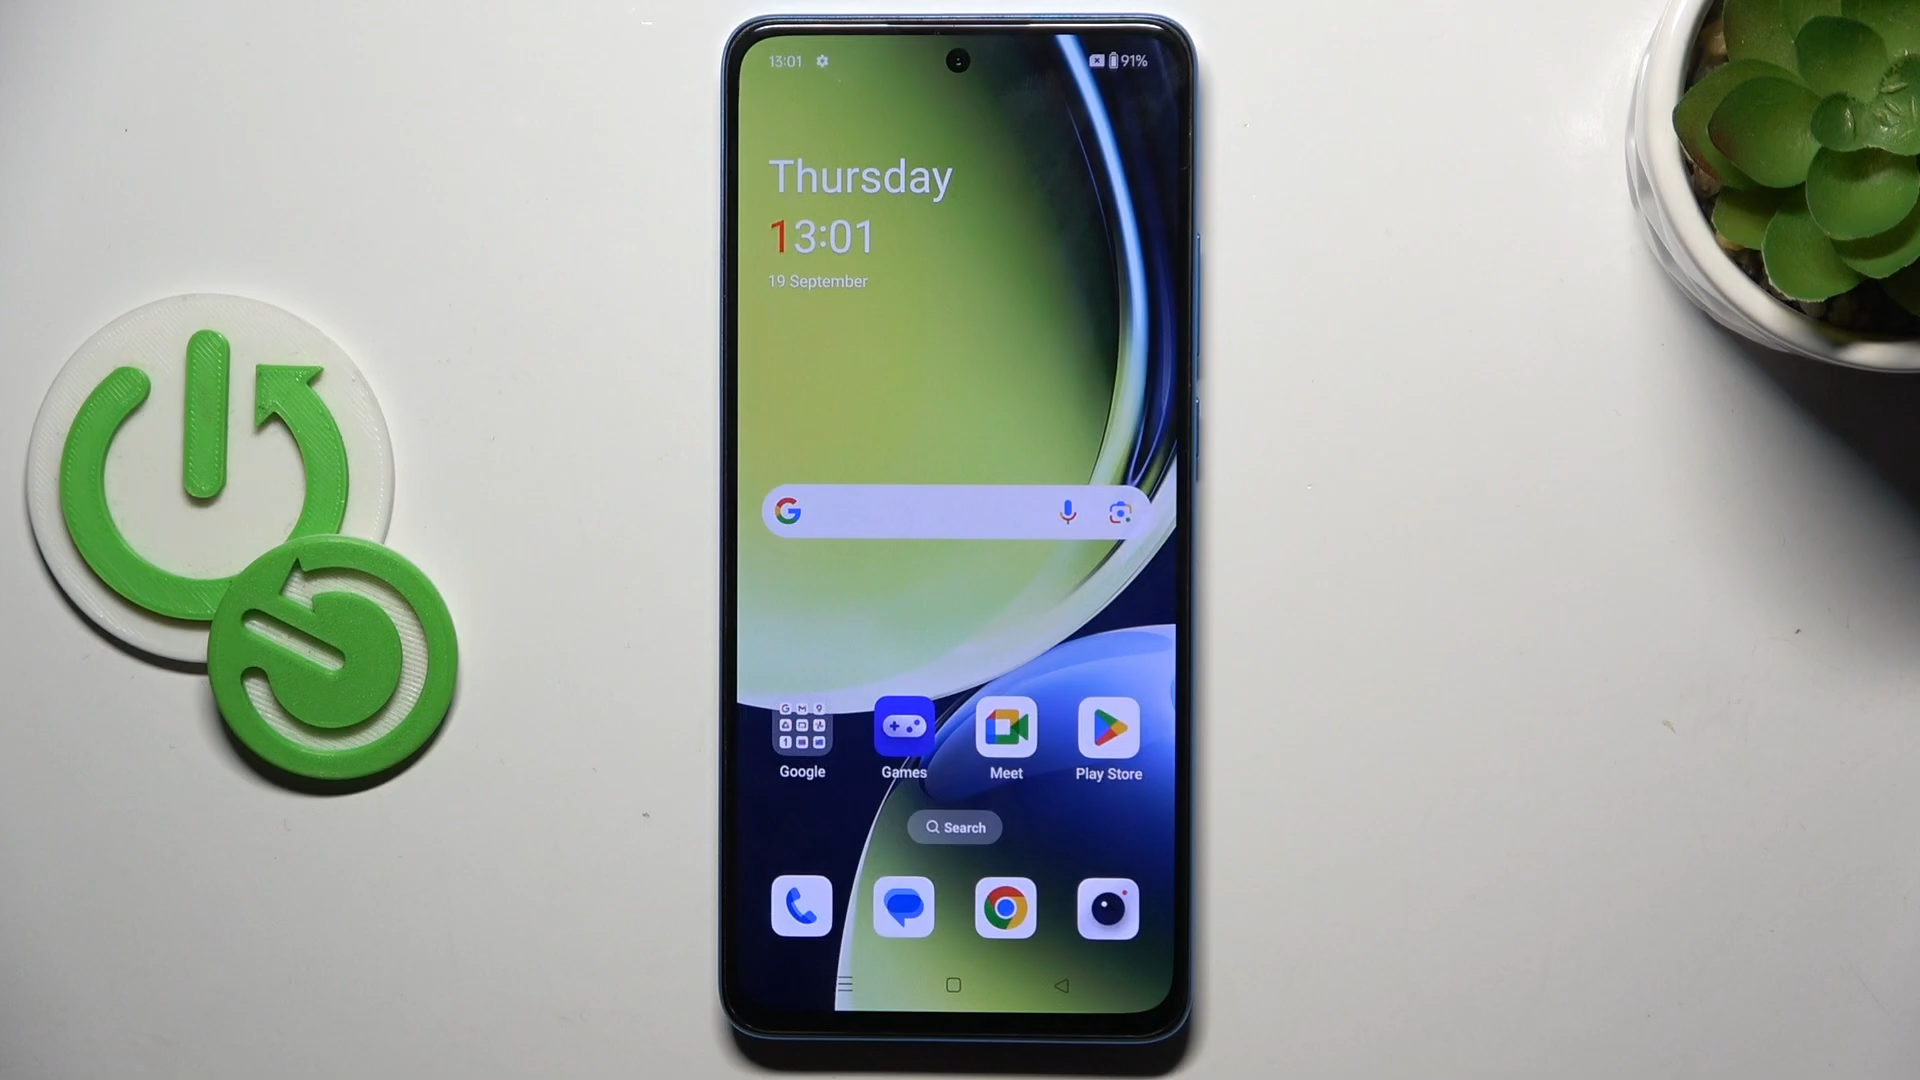 13:01
91%
Thursday
13:01
19 September
Google
Games
Meet
Play Store
Search